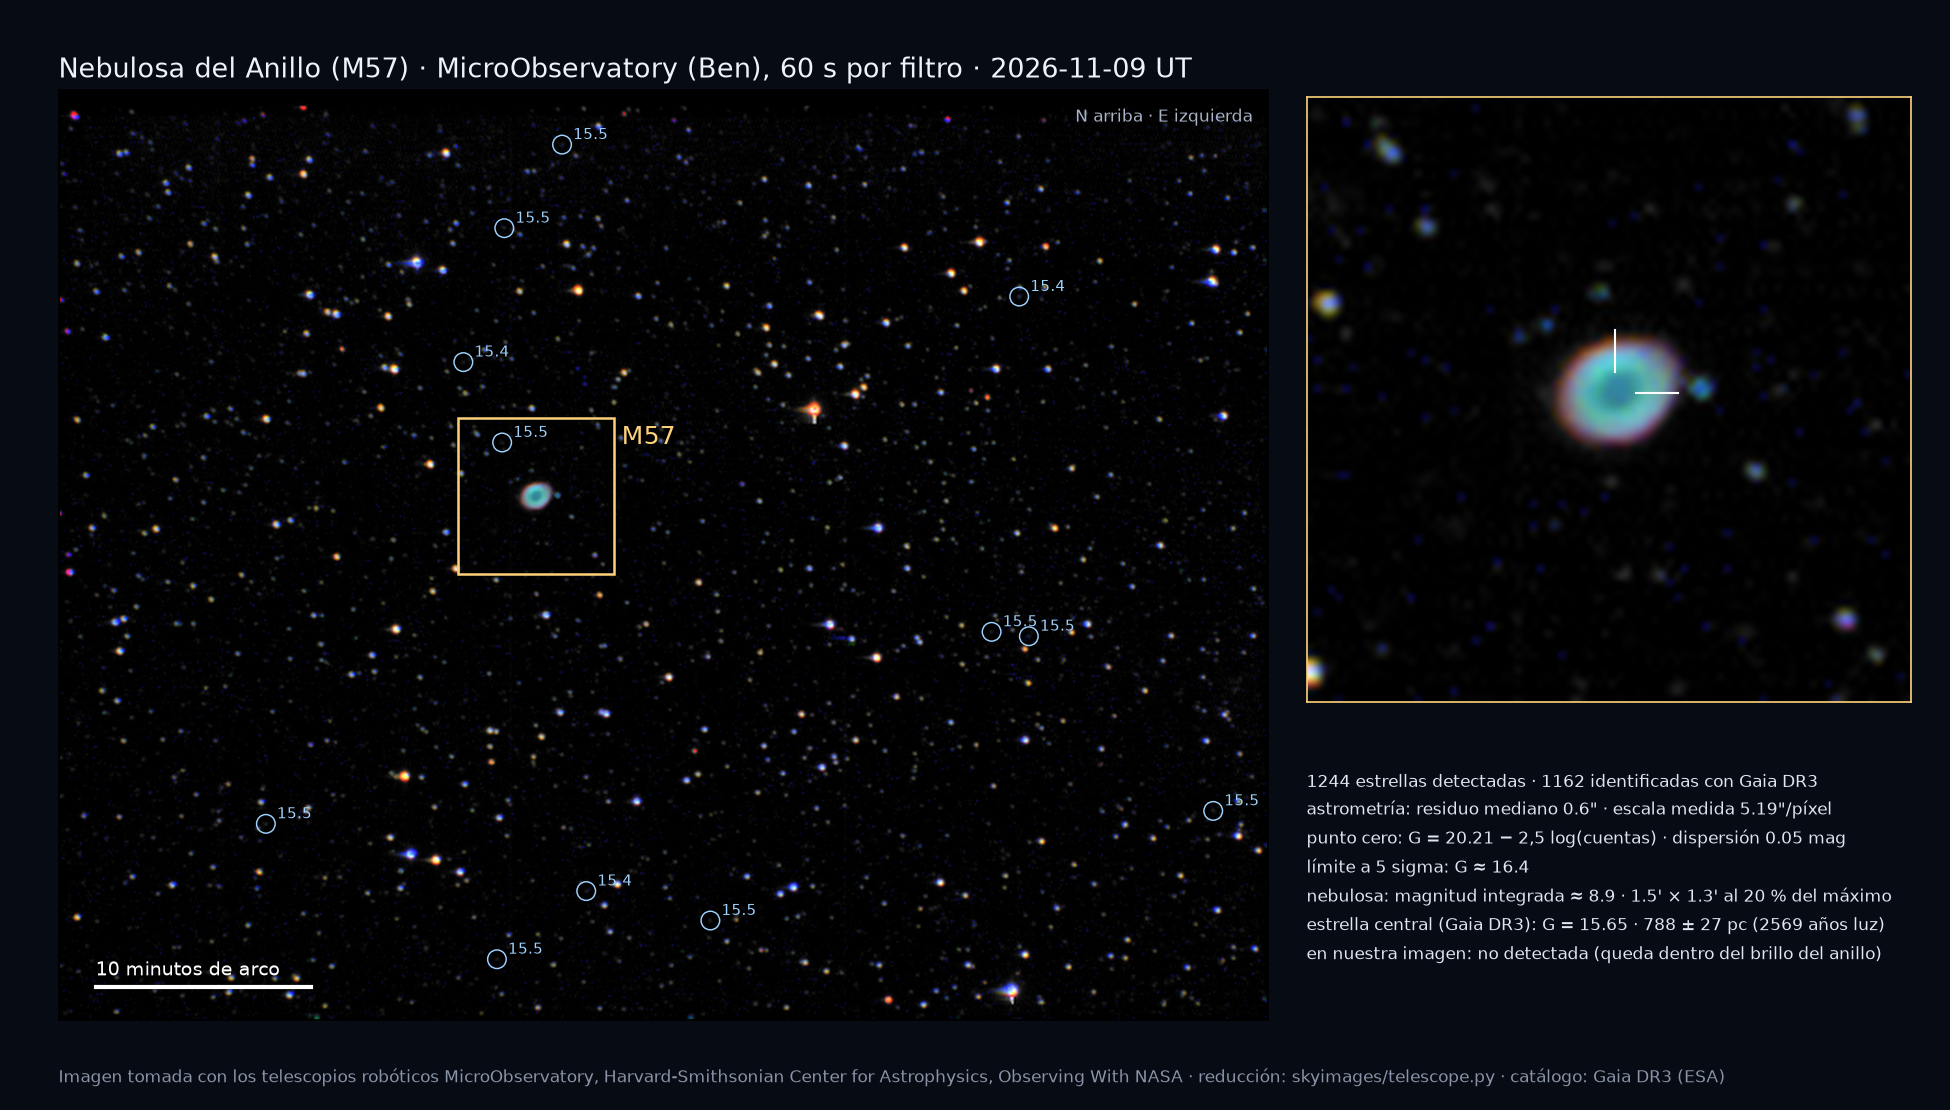 Nebulosa del Anillo (M57) · MicroObservatory (Ben), 60 s por filtro · 2026-11-09 UT
N arriba · E izquierda
15.5
15.5
15.4
15.4
M57
15.5
15.5
15.5
15.5
15.5
15.4
15.5
15.5
10 minutos de arco
1244 estrellas detectadas · 1162 identificadas con Gaia DR3
astrometría: residuo mediano 0.6" · escala medida 5.19"/píxel
punto cero: G = 20.21 − 2,5 log(cuentas) · dispersión 0.05 mag
límite a 5 sigma: G ≈ 16.4
nebulosa: magnitud integrada ≈ 8.9 · 1.5' × 1.3' al 20 % del máximo
estrella central (Gaia DR3): G = 15.65 · 788 ± 27 pc (2569 años luz)
en nuestra imagen: no detectada (queda dentro del brillo del anillo)
Imagen tomada con los telescopios robóticos MicroObservatory, Harvard-Smithsonian Center for Astrophysics, Observing With NASA · reducción: skyimages/telescope.py · catálogo: Gaia DR3 (ESA)